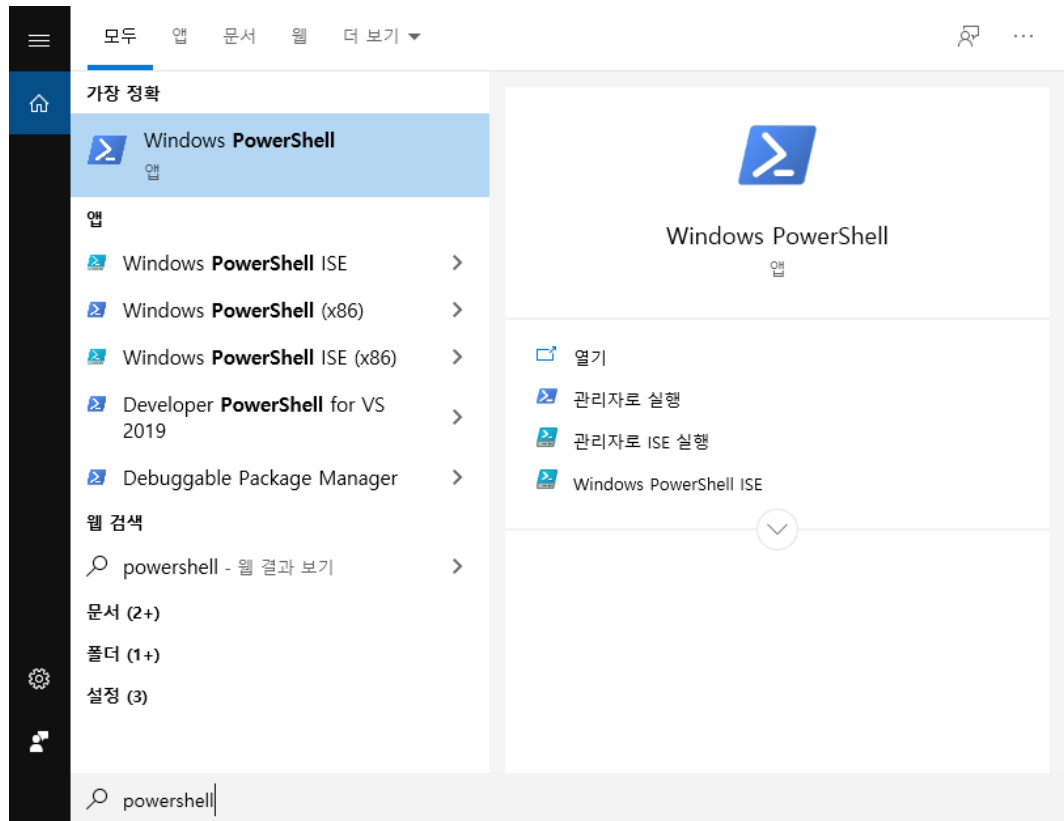 모두 앱 문서 웹 더 보기
가장 정확
Windows PowerShell
앱
앱
Windows PowerShell ISE
Windows PowerShell (x86)
Windows PowerShell ISE (x86)
Developer PowerShell for VS
2019
Debuggable Package Manager
웹 검색
powershell - 웹 결과 보기
문서 (2+)
폴더 (1+)
설정 (3)
powershell
Windows PowerShell
앱
열기
관리자로 실행
관리자로 ISE 실행
Windows PowerShell ISE